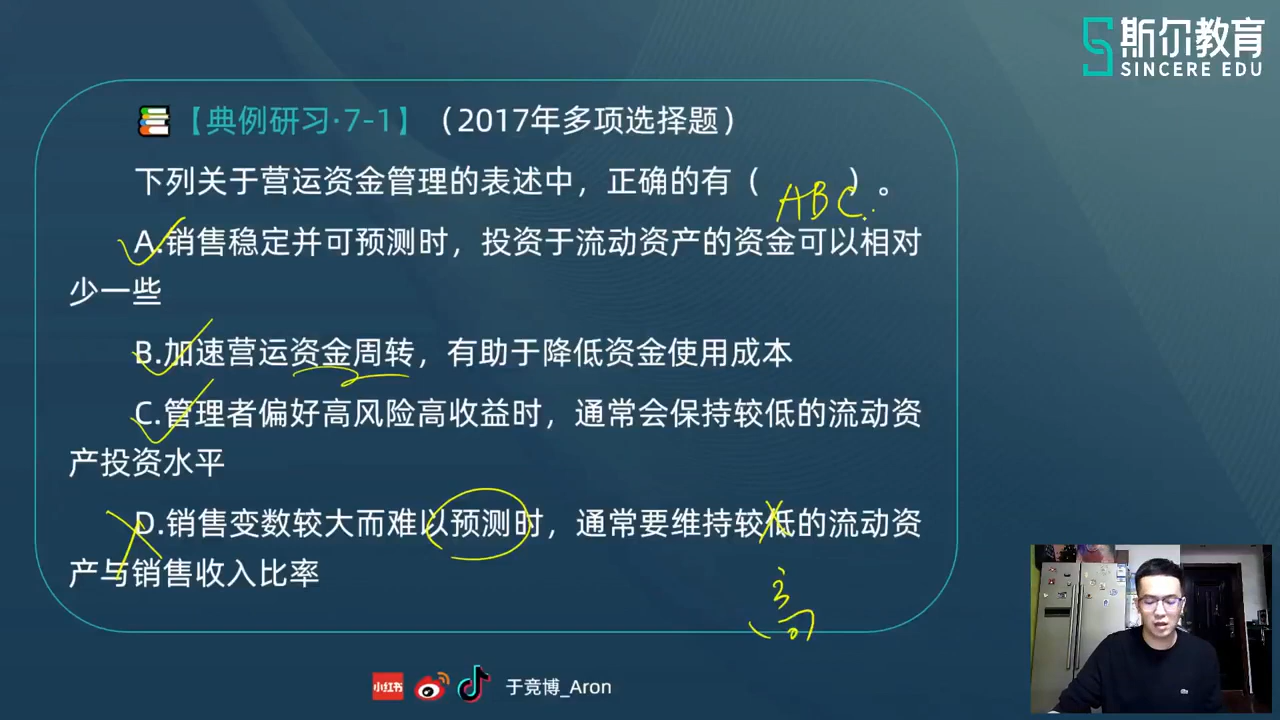 斯尔教育
SINCERE EDU
【典例研习·7-1】（2017年多项选择题）
下列关于营运资金管理的表述中，正确的有（ ABC ）。
A.销售稳定并可预测时，投资于流动资产的资金可以相对
少一些
B.加速营运资金周转，有助于降低资金使用成本
C.管理者偏好高风险高收益时，通常会保持较低的流动资
产投资水平
D.销售变数较大而难以预测时，通常要维持较低的流动资
产与销售收入比率
高
小红书
于竞博_Aron